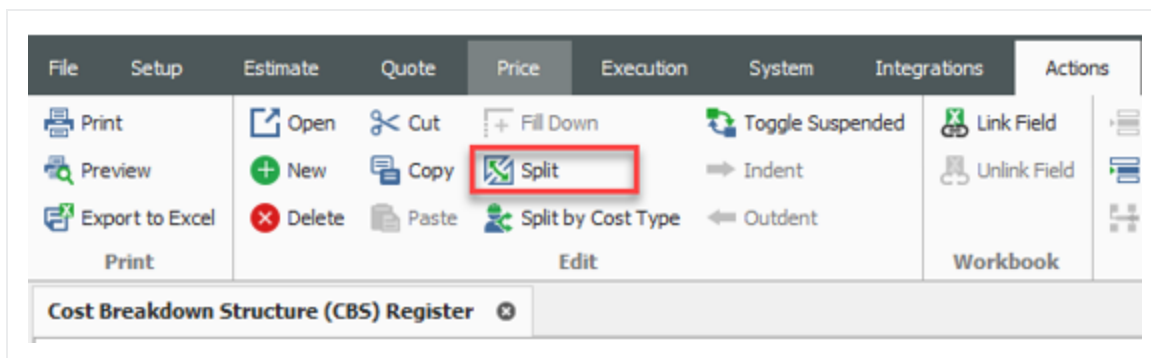 File Setup Estimate Quote Price Execution System Integrations Actions
Print Open Cut Fill Down Toggle Suspended Link Field
Preview New Copy Split Indent Unlink Field
Export to Excel Delete Paste Split by Cost Type Outdent
Print Edit Workbook
Cost Breakdown Structure (CBS) Register